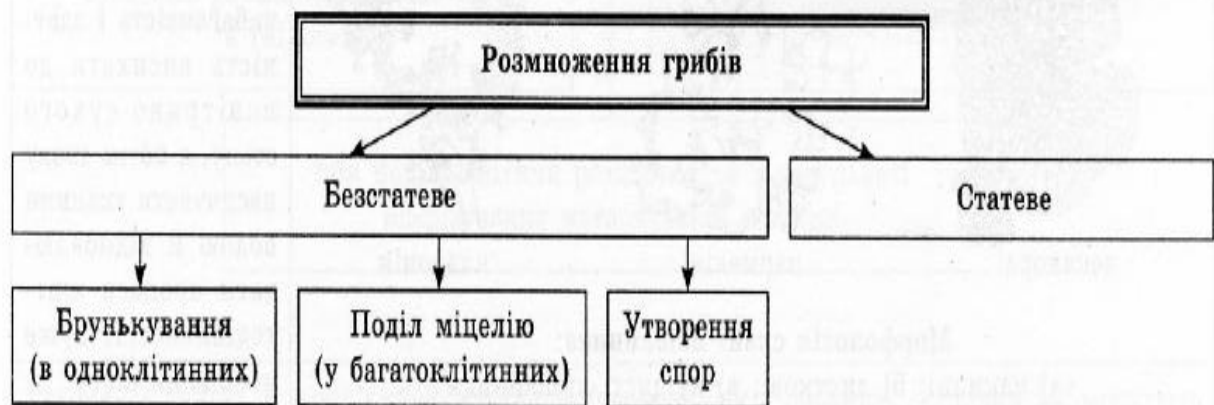 Розмноження грибів
Безстатеве
Статеве
Брунькування
(в одноклітинних)
Поділ міцелію
(у багатоклітинних)
Утворення
спор